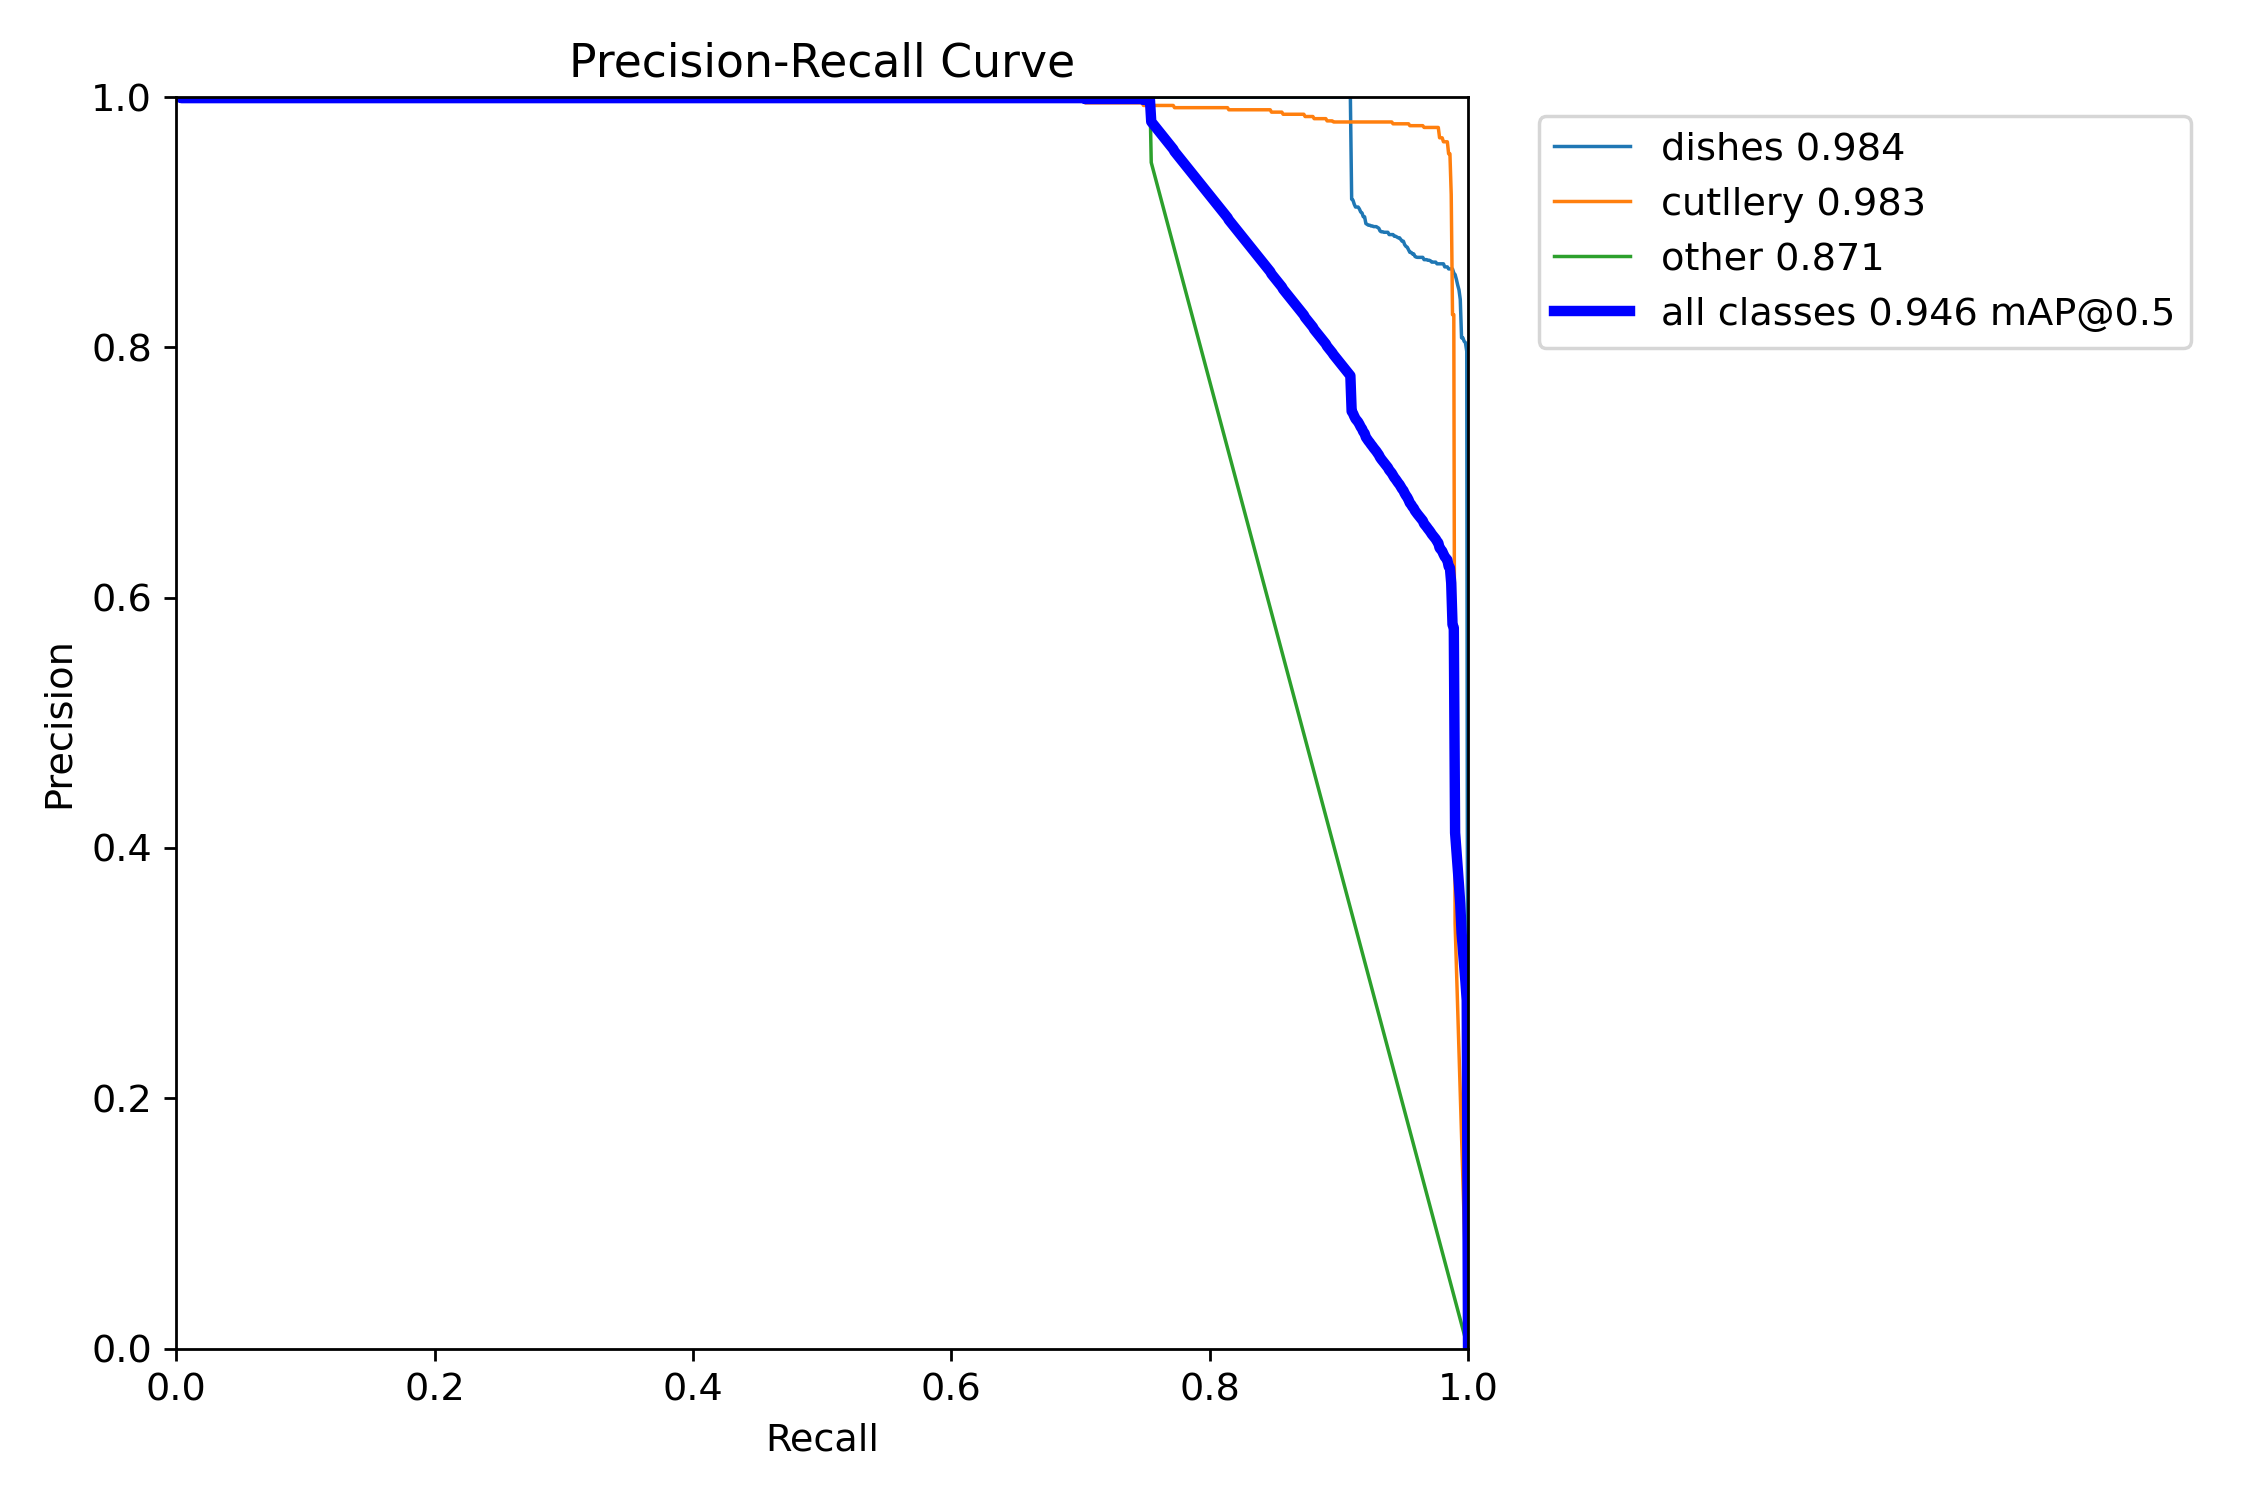 Precision-Recall Curve
1.0
0.8
0.6
0.4
0.2
0.0
Precision
0.0 0.2 0.4 0.6 0.8 1.0
Recall
dishes 0.984
cutllery 0.983
other 0.871
all classes 0.946 mAP@0.5